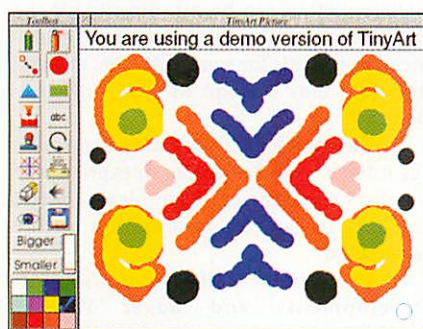 Toolbox
TinyArt Picture
You are using a demo version of TinyArt
abc
Bigger
Smaller